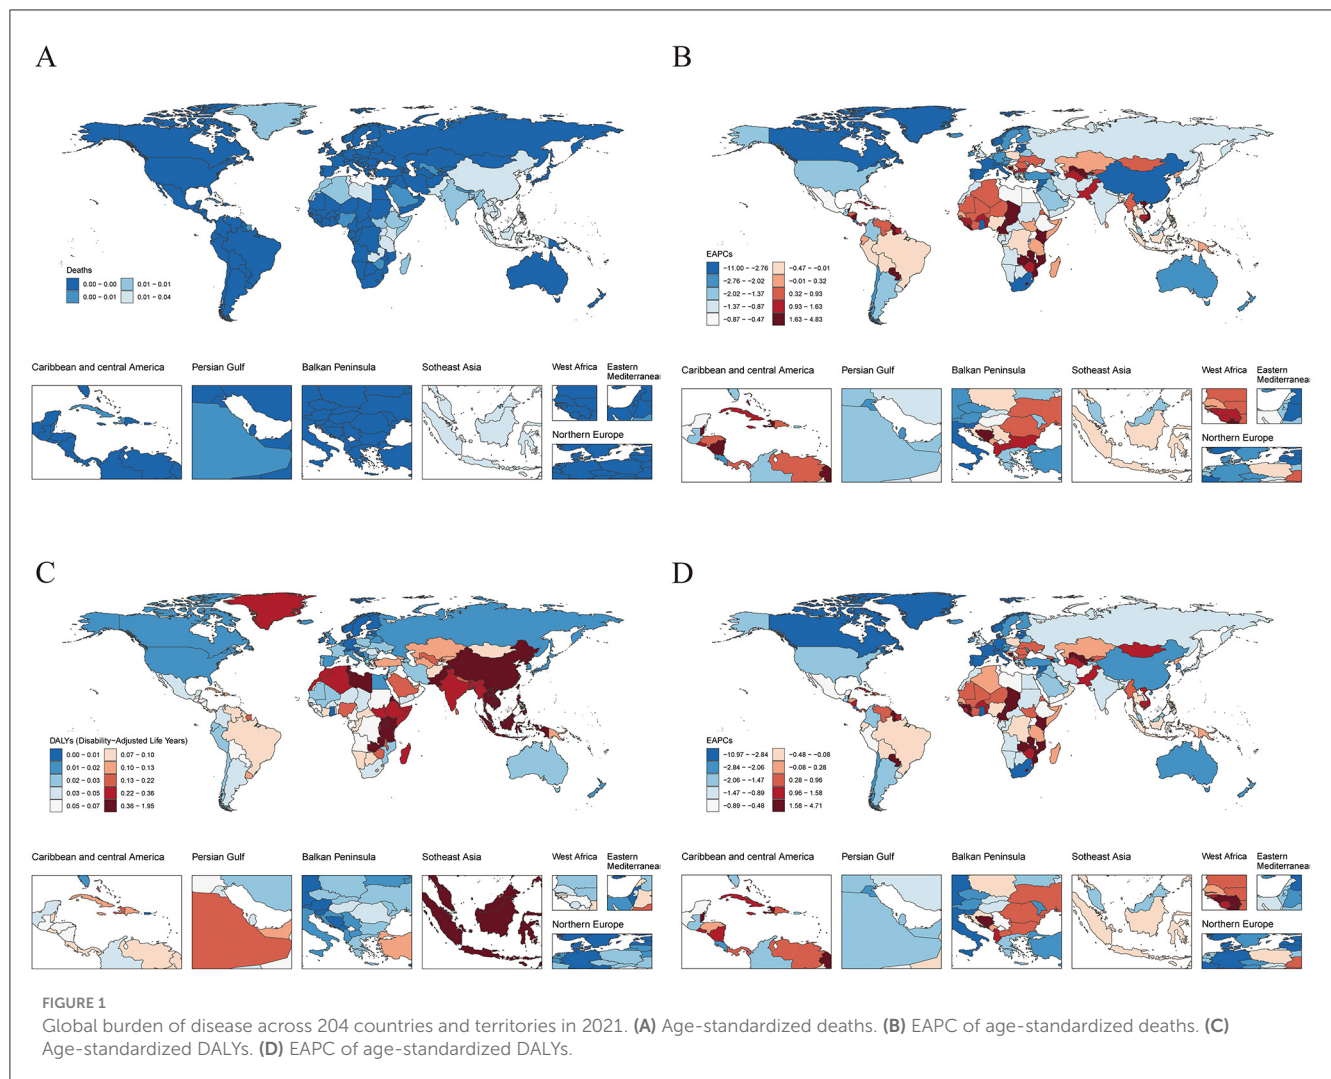 A
Deaths
0.00 – 0.00
0.01 – 0.01
0.00 – 0.01
0.01 – 0.04
Caribbean and central America
Persian Gulf
Balkan Peninsula
Sotheast Asia
West Africa
Eastern
Mediterranean
Northern Europe
B
EAPCs
−11.00 – −2.76
−0.47 – −0.01
−2.76 – −2.02
−0.01 – 0.32
−2.02 – −1.37
0.32 – 0.93
−1.37 – −0.87
0.93 – 1.63
−0.87 – −0.47
1.63 – 4.83
Caribbean and central America
Persian Gulf
Balkan Peninsula
Sotheast Asia
West Africa
Eastern
Mediterranean
Northern Europe
C
DALYs (Disability−Adjusted Life Years)
0.00 – 0.01
0.07 – 0.10
0.01 – 0.02
0.10 – 0.13
0.02 – 0.03
0.13 – 0.22
0.03 – 0.05
0.22 – 0.36
0.05 – 0.07
0.36 – 1.95
Caribbean and central America
Persian Gulf
Balkan Peninsula
Sotheast Asia
West Africa
Eastern
Mediterranean
Northern Europe
D
EAPCs
−10.97 – −2.84
−0.48 – −0.08
−2.84 – −2.06
−0.08 – 0.28
−2.06 – −1.47
0.28 – 0.96
−1.47 – −0.89
0.96 – 1.58
−0.89 – −0.48
1.58 – 4.71
Caribbean and central America
Persian Gulf
Balkan Peninsula
Sotheast Asia
West Africa
Eastern
Mediterranean
Northern Europe
FIGURE 1
Global burden of disease across 204 countries and territories in 2021. (A) Age-standardized deaths. (B) EAPC of age-standardized deaths. (C)
Age-standardized DALYs. (D) EAPC of age-standardized DALYs.